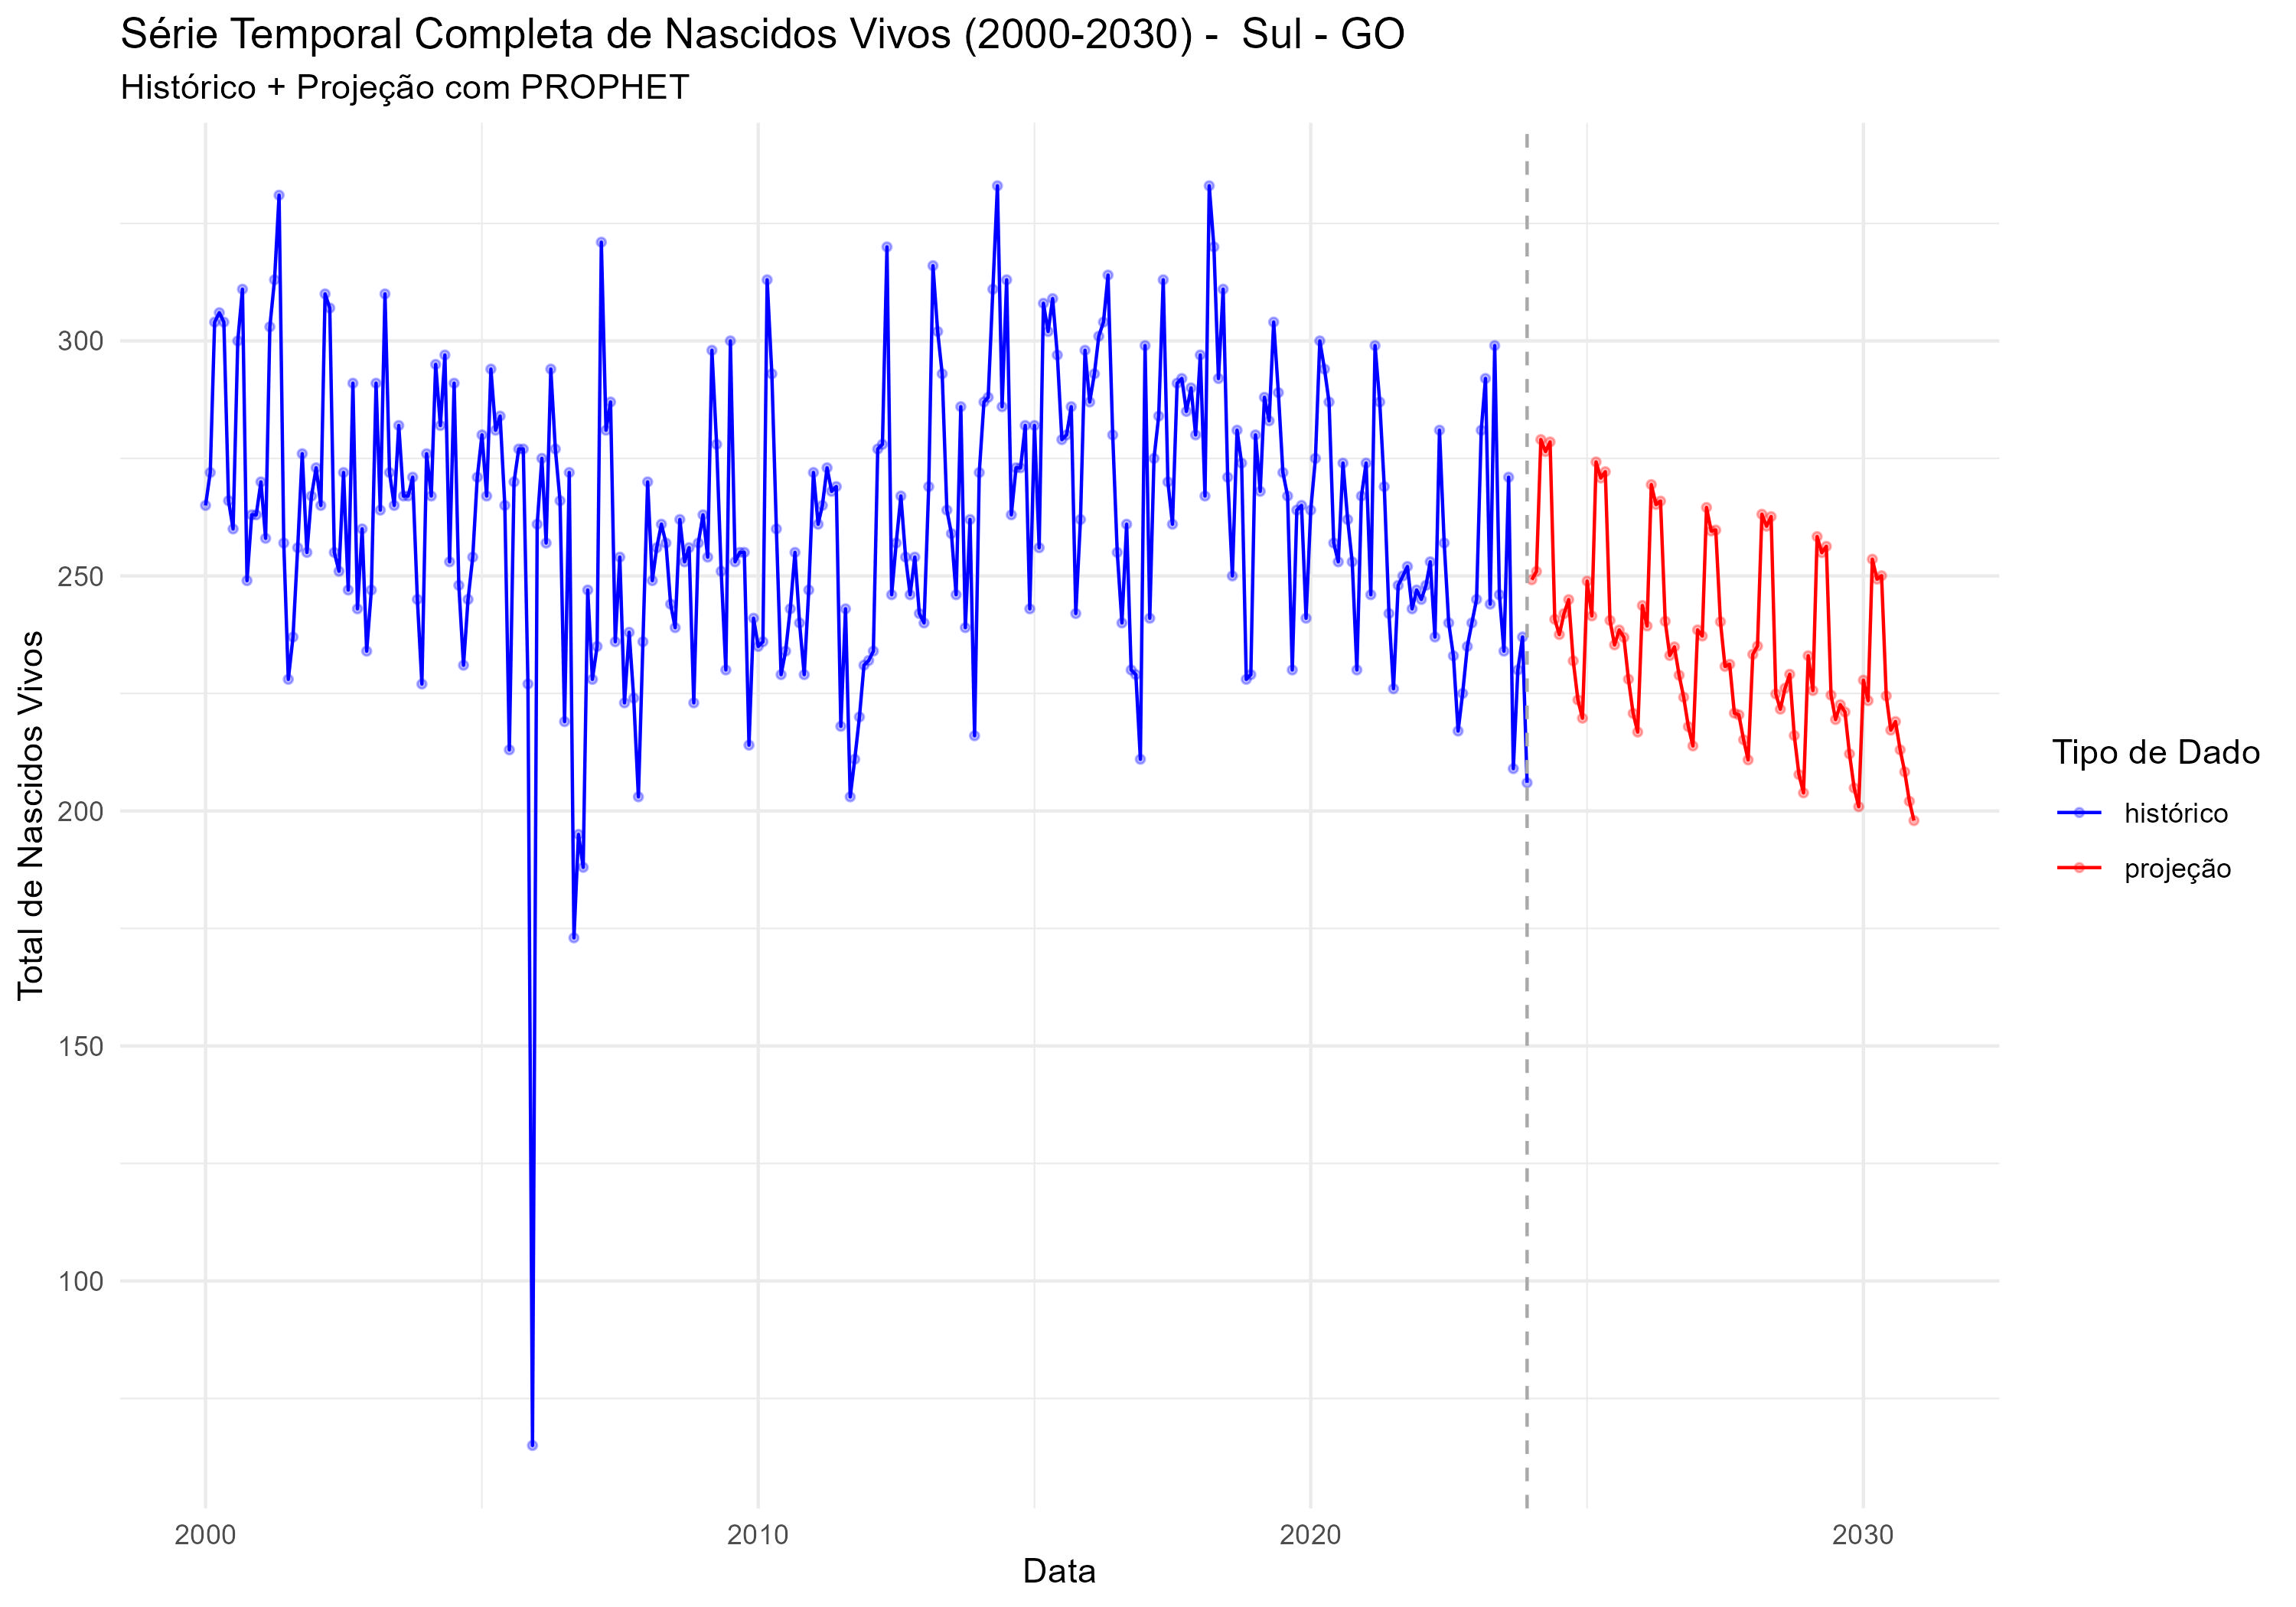 Série Temporal Completa de Nascidos Vivos (2000-2030) -  Sul - GO
Histórico + Projeção com PROPHET
Total de Nascidos Vivos
300
250
200
150
100
2000
2010
2020
2030
Data
Tipo de Dado
histórico
projeção